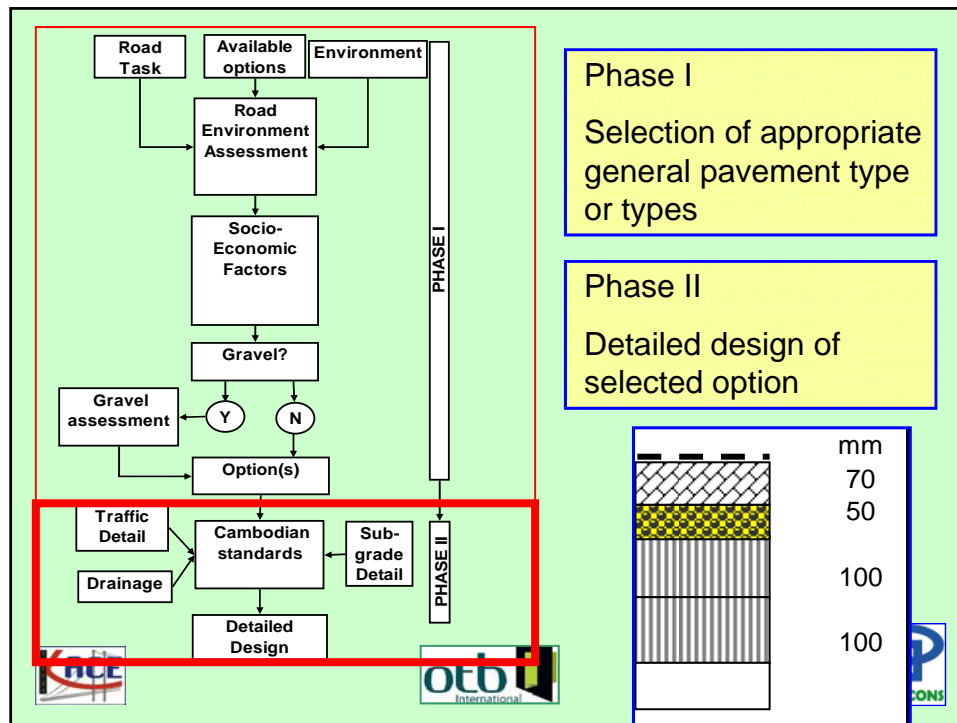 Road
Task
Available
options
Environment
Road
Environment
Assessment
Socio-
Economic
Factors
PHASE I
Gravel?
Gravel
assessment
Y
N
Option(s)
Traffic
Detail
Cambodian
standards
Sub-
grade
Detail
PHASE II
Drainage
Detailed
Design
Phase I
Selection of appropriate
general pavement type
or types
Phase II
Detailed design of
selected option
mm
70
50
100
100
KACE
otb
International